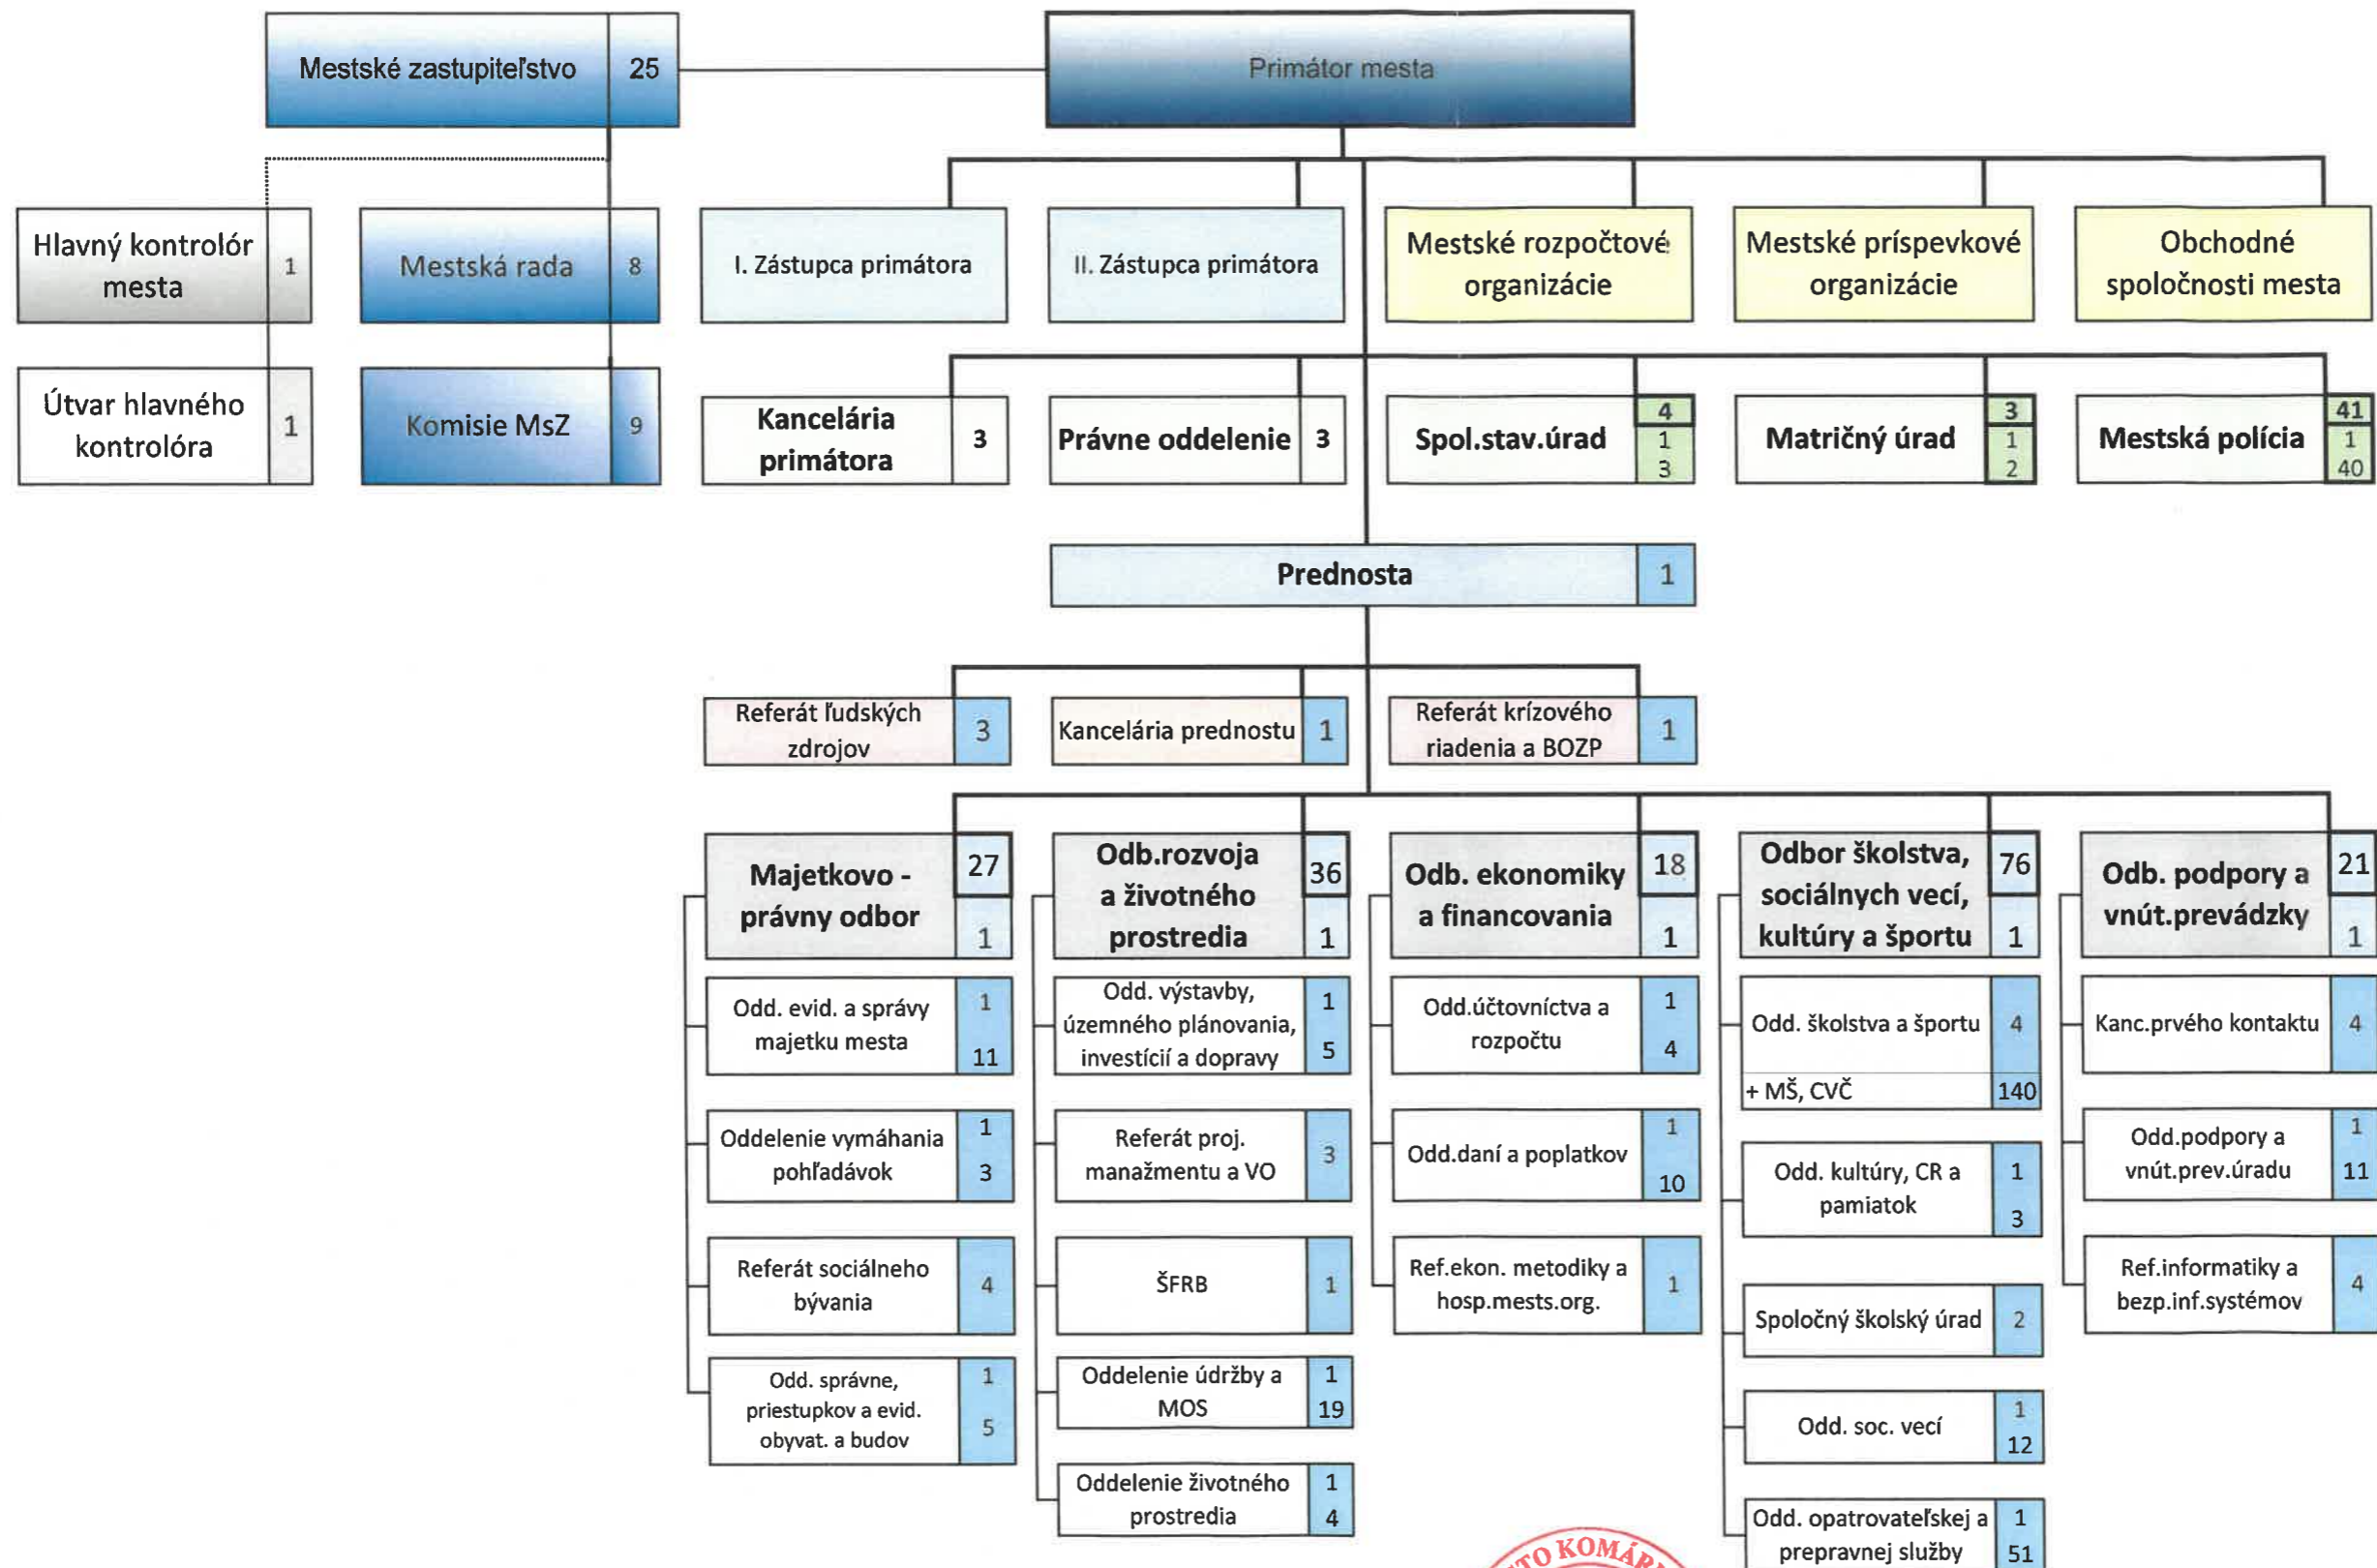 Mestské zastupiteľstvo 25
Primátor mesta
Hlavný kontrolór
mesta
1
Mestská rada 8
I. Zástupca primátora
II. Zástupca primátora
Mestské rozpočtové
organizácie
Mestské príspevkové
organizácie
Obchodné
spoločnosti mesta
Útvar hlavného
kontrolóra
1
Komisie MsZ 9
Kancelária
primátora
3
Právne oddelenie 3
Spol.stav.úrad
4
1
3
Matričný úrad
3
1
2
Mestská polícia
41
1
40
Prednosta 1
Referát ľudských
zdrojov
3
Kancelária prednostu 1
Referát krízového
riadenia a BOZP
1
Majetkovo -
právny odbor
27
1
Odd. evid. a správy
majetku mesta
1
11
Oddelenie vymáhania
pohľadávok
1
3
Referát sociálneho
bývania
4
Odd. správne,
priestupkov a evid.
obyvat. a budov
1
5
Odb.rozvoja
a životného
prostredia
36
1
Odd. výstavby,
územného plánovania,
investícií a dopravy
1
5
Referát proj.
manažmentu a VO
3
ŠFRB 1
Oddelenie údržby a
MOS
1
19
Oddelenie životného
prostredia
1
4
Odb. ekonomiky
a financovania
18
1
Odd.účtovníctva a
rozpočtu
1
4
Odd.daní a poplatkov
1
10
Ref.ekon. metodiky a
hosp.mests.org.
1
Odbor školstva,
sociálnych vecí,
kultúry a športu
76
1
Odd. školstva a športu 4
+ MŠ, CVČ 140
Odd. kultúry, CR a
pamiatok
1
3
Spoločný školský úrad 2
Odd. soc. vecí
1
12
Odd. opatrovateľskej a
prepravnej služby
1
51
Odb. podpory a
vnút.prevádzky
21
1
Kanc.prvého kontaktu 4
Odd.podpory a
vnút.prev.úradu
1
11
Ref.informatiky a
bezp.inf.systémov
4